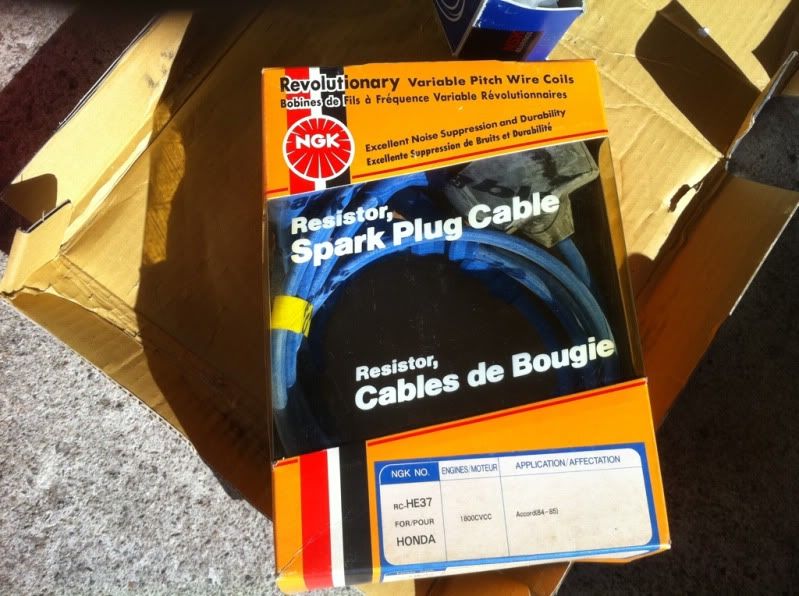 Revolutionary Variable Pitch Wire Coils
Bobines de Fils à Fréquence Variable Révolutionnaires
NGK
Excellent Noise Suppression and Durability
Excellente Suppression de Bruits et Durabilité
Resistor,
Spark Plug Cable
Resistor,
Cables de Bougie
NGK NO. ENGINES/MOTEUR APPLICATION/AFFECTATION
RC-HE37
FOR/POUR
HONDA
1800CVCC
Accord(84-85)